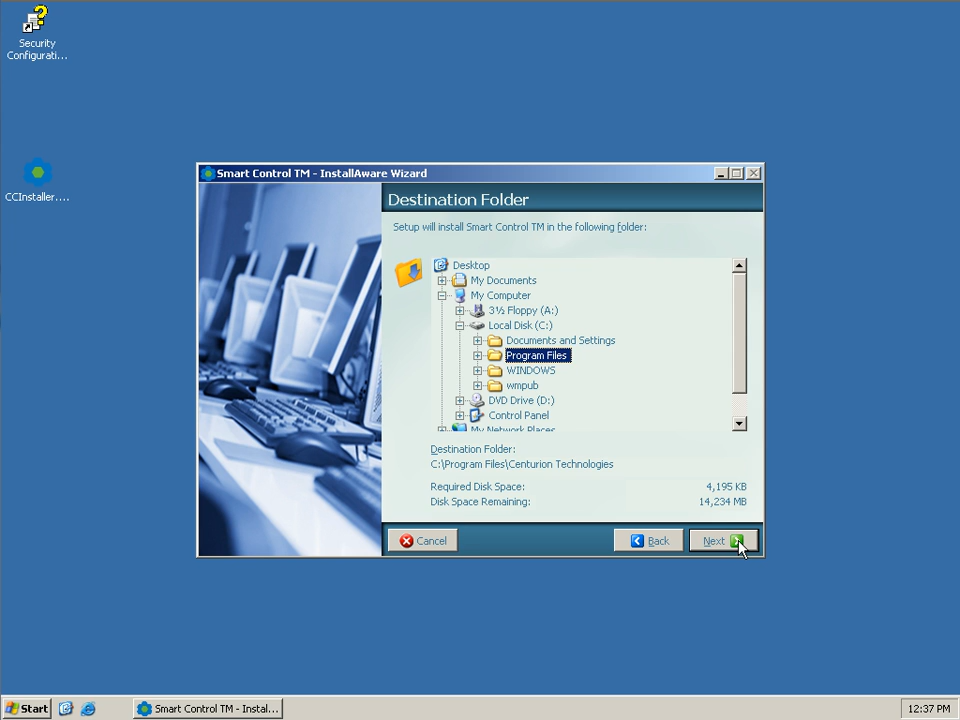 Security
Configurati...
CCInstaller....
Smart Control TM - InstallAware Wizard
Destination Folder
Setup will install Smart Control TM in the following folder:
Desktop
My Documents
My Computer
3½ Floppy (A:)
Local Disk (C:)
Documents and Settings
Program Files
WINDOWS
wmpub
DVD Drive (D:)
Control Panel
My Network Places
Destination Folder:
C:\Program Files\Centurion Technologies
Required Disk Space: 4,195 KB
Disk Space Remaining: 14,234 MB
Cancel Back Next
Start Smart Control TM - Instal... 12:37 PM